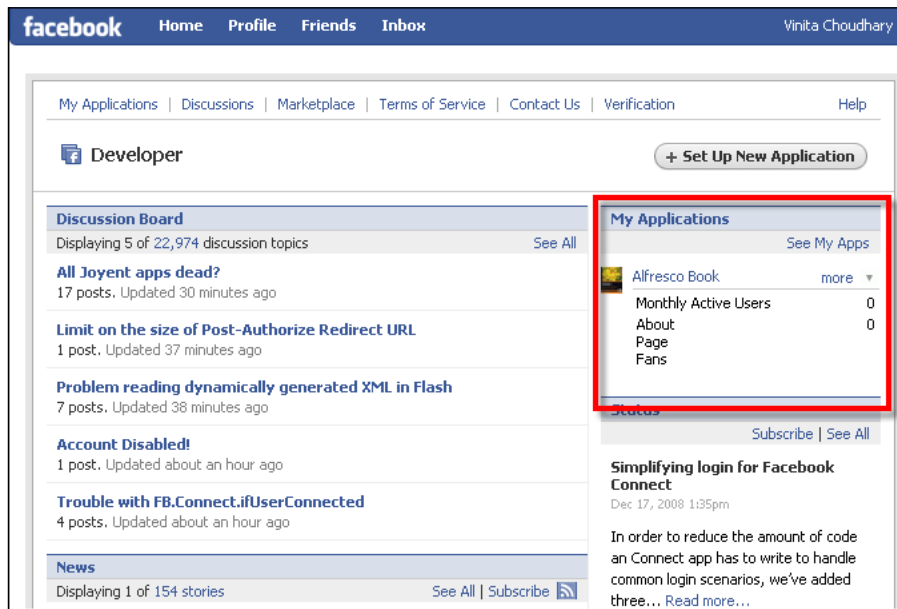 facebook Home Profile Friends Inbox Vinita Choudhary
My Applications | Discussions | Marketplace | Terms of Service | Contact Us | Verification Help
Developer
+ Set Up New Application
Discussion Board
Displaying 5 of 22,974 discussion topics See All
All Joyent apps dead?
17 posts. Updated 30 minutes ago
Limit on the size of Post-Authorize Redirect URL
1 post. Updated 37 minutes ago
Problem reading dynamically generated XML in Flash
7 posts. Updated 38 minutes ago
Account Disabled!
1 post. Updated about an hour ago
Trouble with FB.Connect.ifUserConnected
4 posts. Updated about an hour ago
News
Displaying 1 of 154 stories See All | Subscribe
My Applications
See My Apps
Alfresco Book more
Monthly Active Users 0
About 0
Page
Fans
Status
Subscribe | See All
Simplifying login for Facebook
Connect
Dec 17, 2008 1:35pm
In order to reduce the amount of code
an Connect app has to write to handle
common login scenarios, we've added
three... Read more...